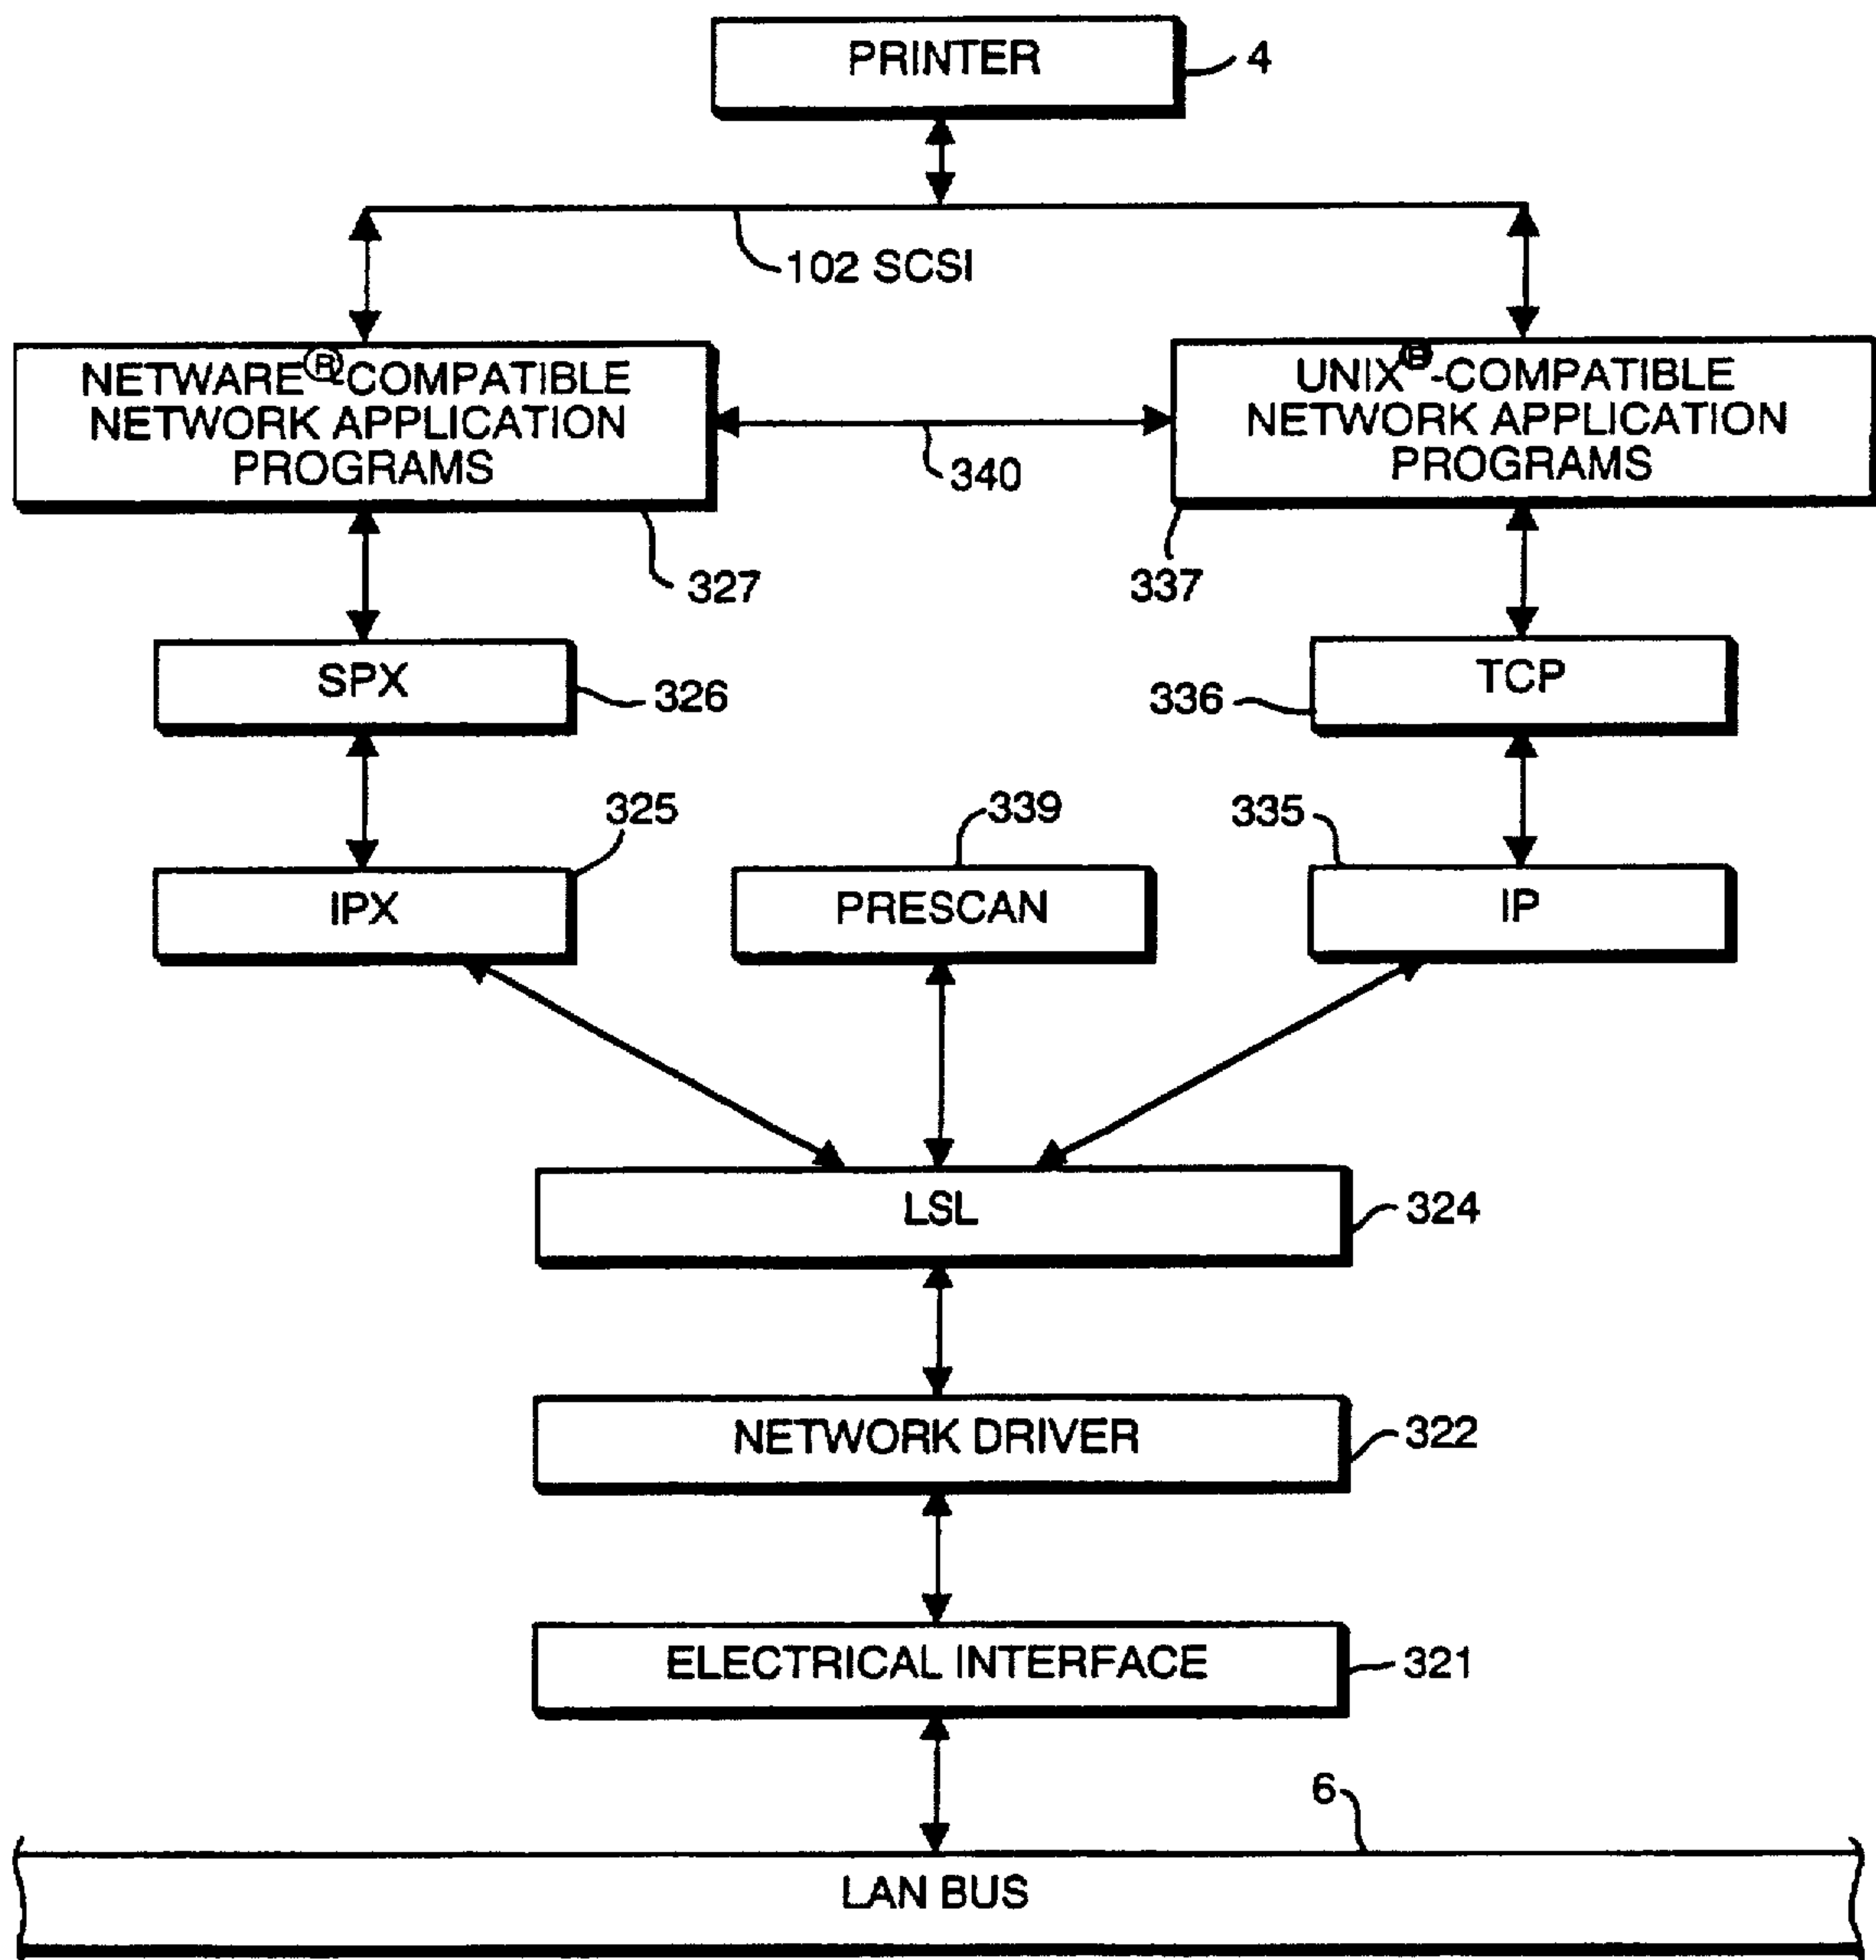 PRINTER
4
102 SCSI
NETWARE®-COMPATIBLE
NETWORK APPLICATION
PROGRAMS
UNIX®-COMPATIBLE
NETWORK APPLICATION
PROGRAMS
340
327
337
SPX
326
TCP
336
325
339
335
IPX
PRESCAN
IP
LSL
324
NETWORK DRIVER
322
ELECTRICAL INTERFACE
321
6
LAN BUS